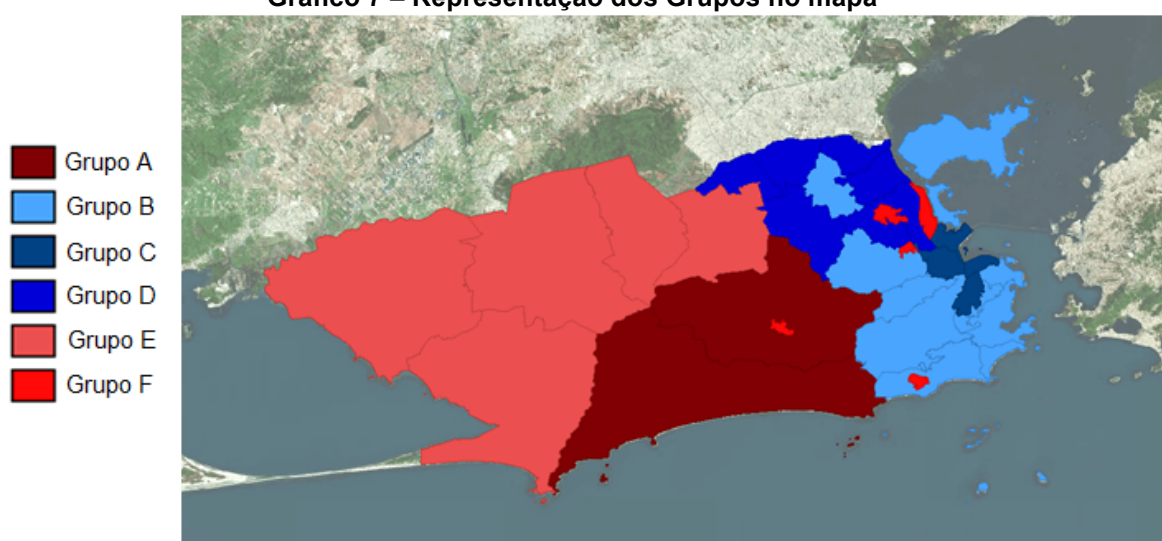 Gráfico 7 – Representação dos Grupos no mapa
Grupo A
Grupo B
Grupo C
Grupo D
Grupo E
Grupo F